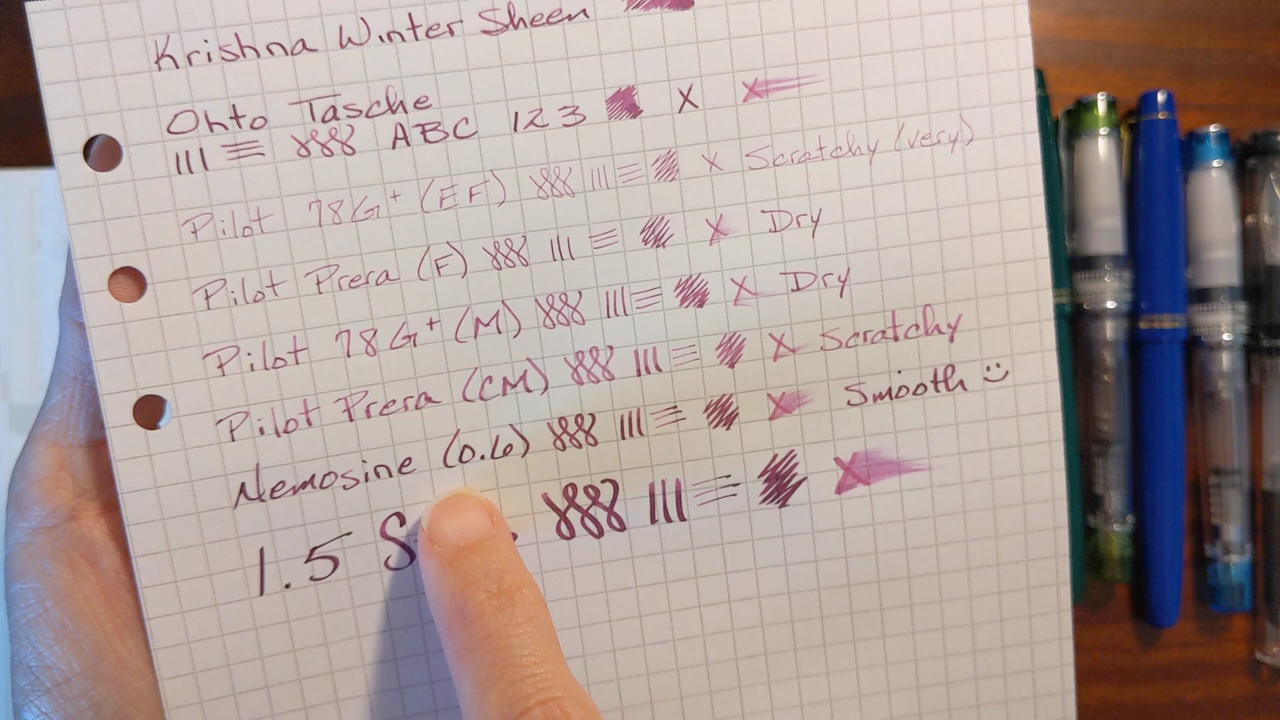 Krishna Winter Sheen
Ohto Tasche
ABC 123 X X
Pilot 78G+ (EF) X Scratchy (very)
Pilot Prera (F) X Dry
Pilot 78G+ (M) X Dry
Pilot Prera (CM) X Scratchy
Nemosine (0.6) X Smooth :)
1.5 X